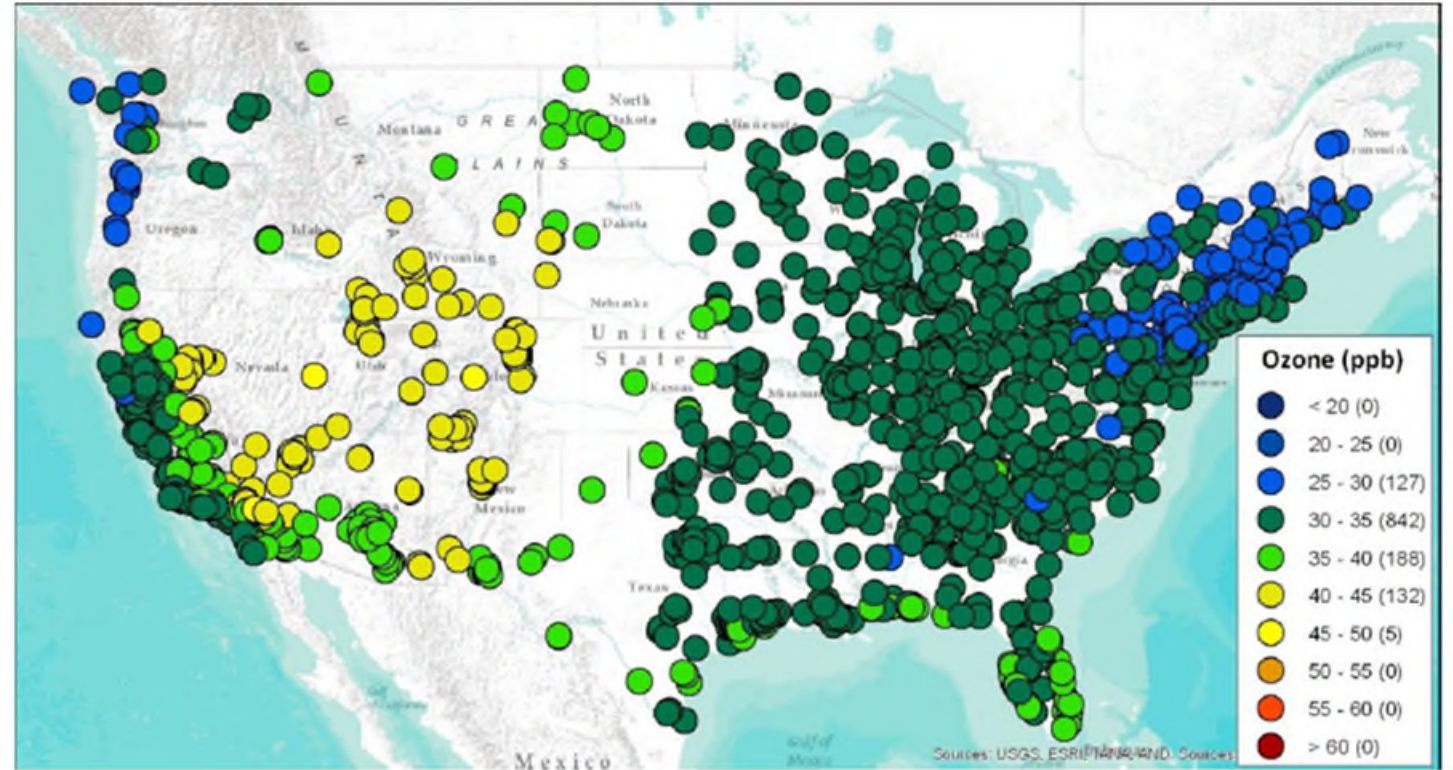 North
Dakota
Montana
G R E A
Minnesota
P L A I N S
New
Brunswick
Oregon
Idaho
South
Dakota
Wyoming
Nebraska
United
States
Nevada
Utah
Kansas
Missouri
New
Mexico
Texas
Mexico
Gulf of
Mexico
Ozone (ppb)
< 20 (0)
20 - 25 (0)
25 - 30 (127)
30 - 35 (842)
35 - 40 (188)
40 - 45 (132)
45 - 50 (5)
50 - 55 (0)
55 - 60 (0)
> 60 (0)
Sources: USGS, ESRI, TANA, AND, Sources: